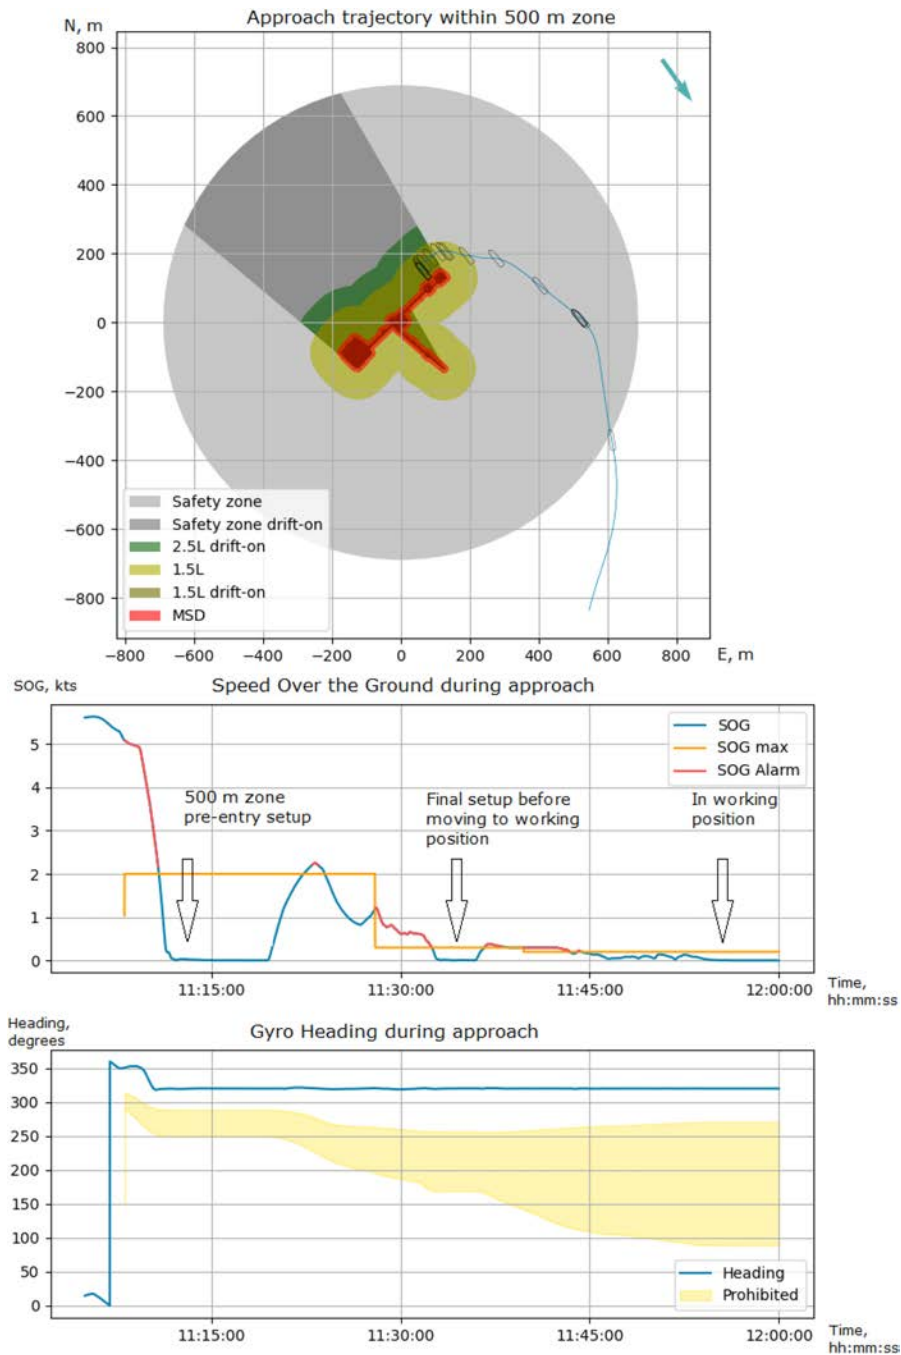 Approach trajectory within 500 m zone
N, m
800
600
400
200
0
−200
−400
−600
−800
Safety zone
Safety zone drift-on
2.5L drift-on
1.5L
1.5L drift-on
MSD
−800 −600 −400 −200 0 200 400 600 800
E, m
SOG, kts
Speed Over the Ground during approach
5
4
3
2
1
0
SOG
SOG max
SOG Alarm
500 m zone
pre-entry setup
Final setup before
moving to working
position
In working
position
11:15:00 11:30:00 11:45:00 12:00:00
Time,
hh:mm:ss
Heading,
degrees
Gyro Heading during approach
350
300
250
200
150
100
50
0
Heading
Prohibited
11:15:00 11:30:00 11:45:00 12:00:00
Time,
hh:mm:ss